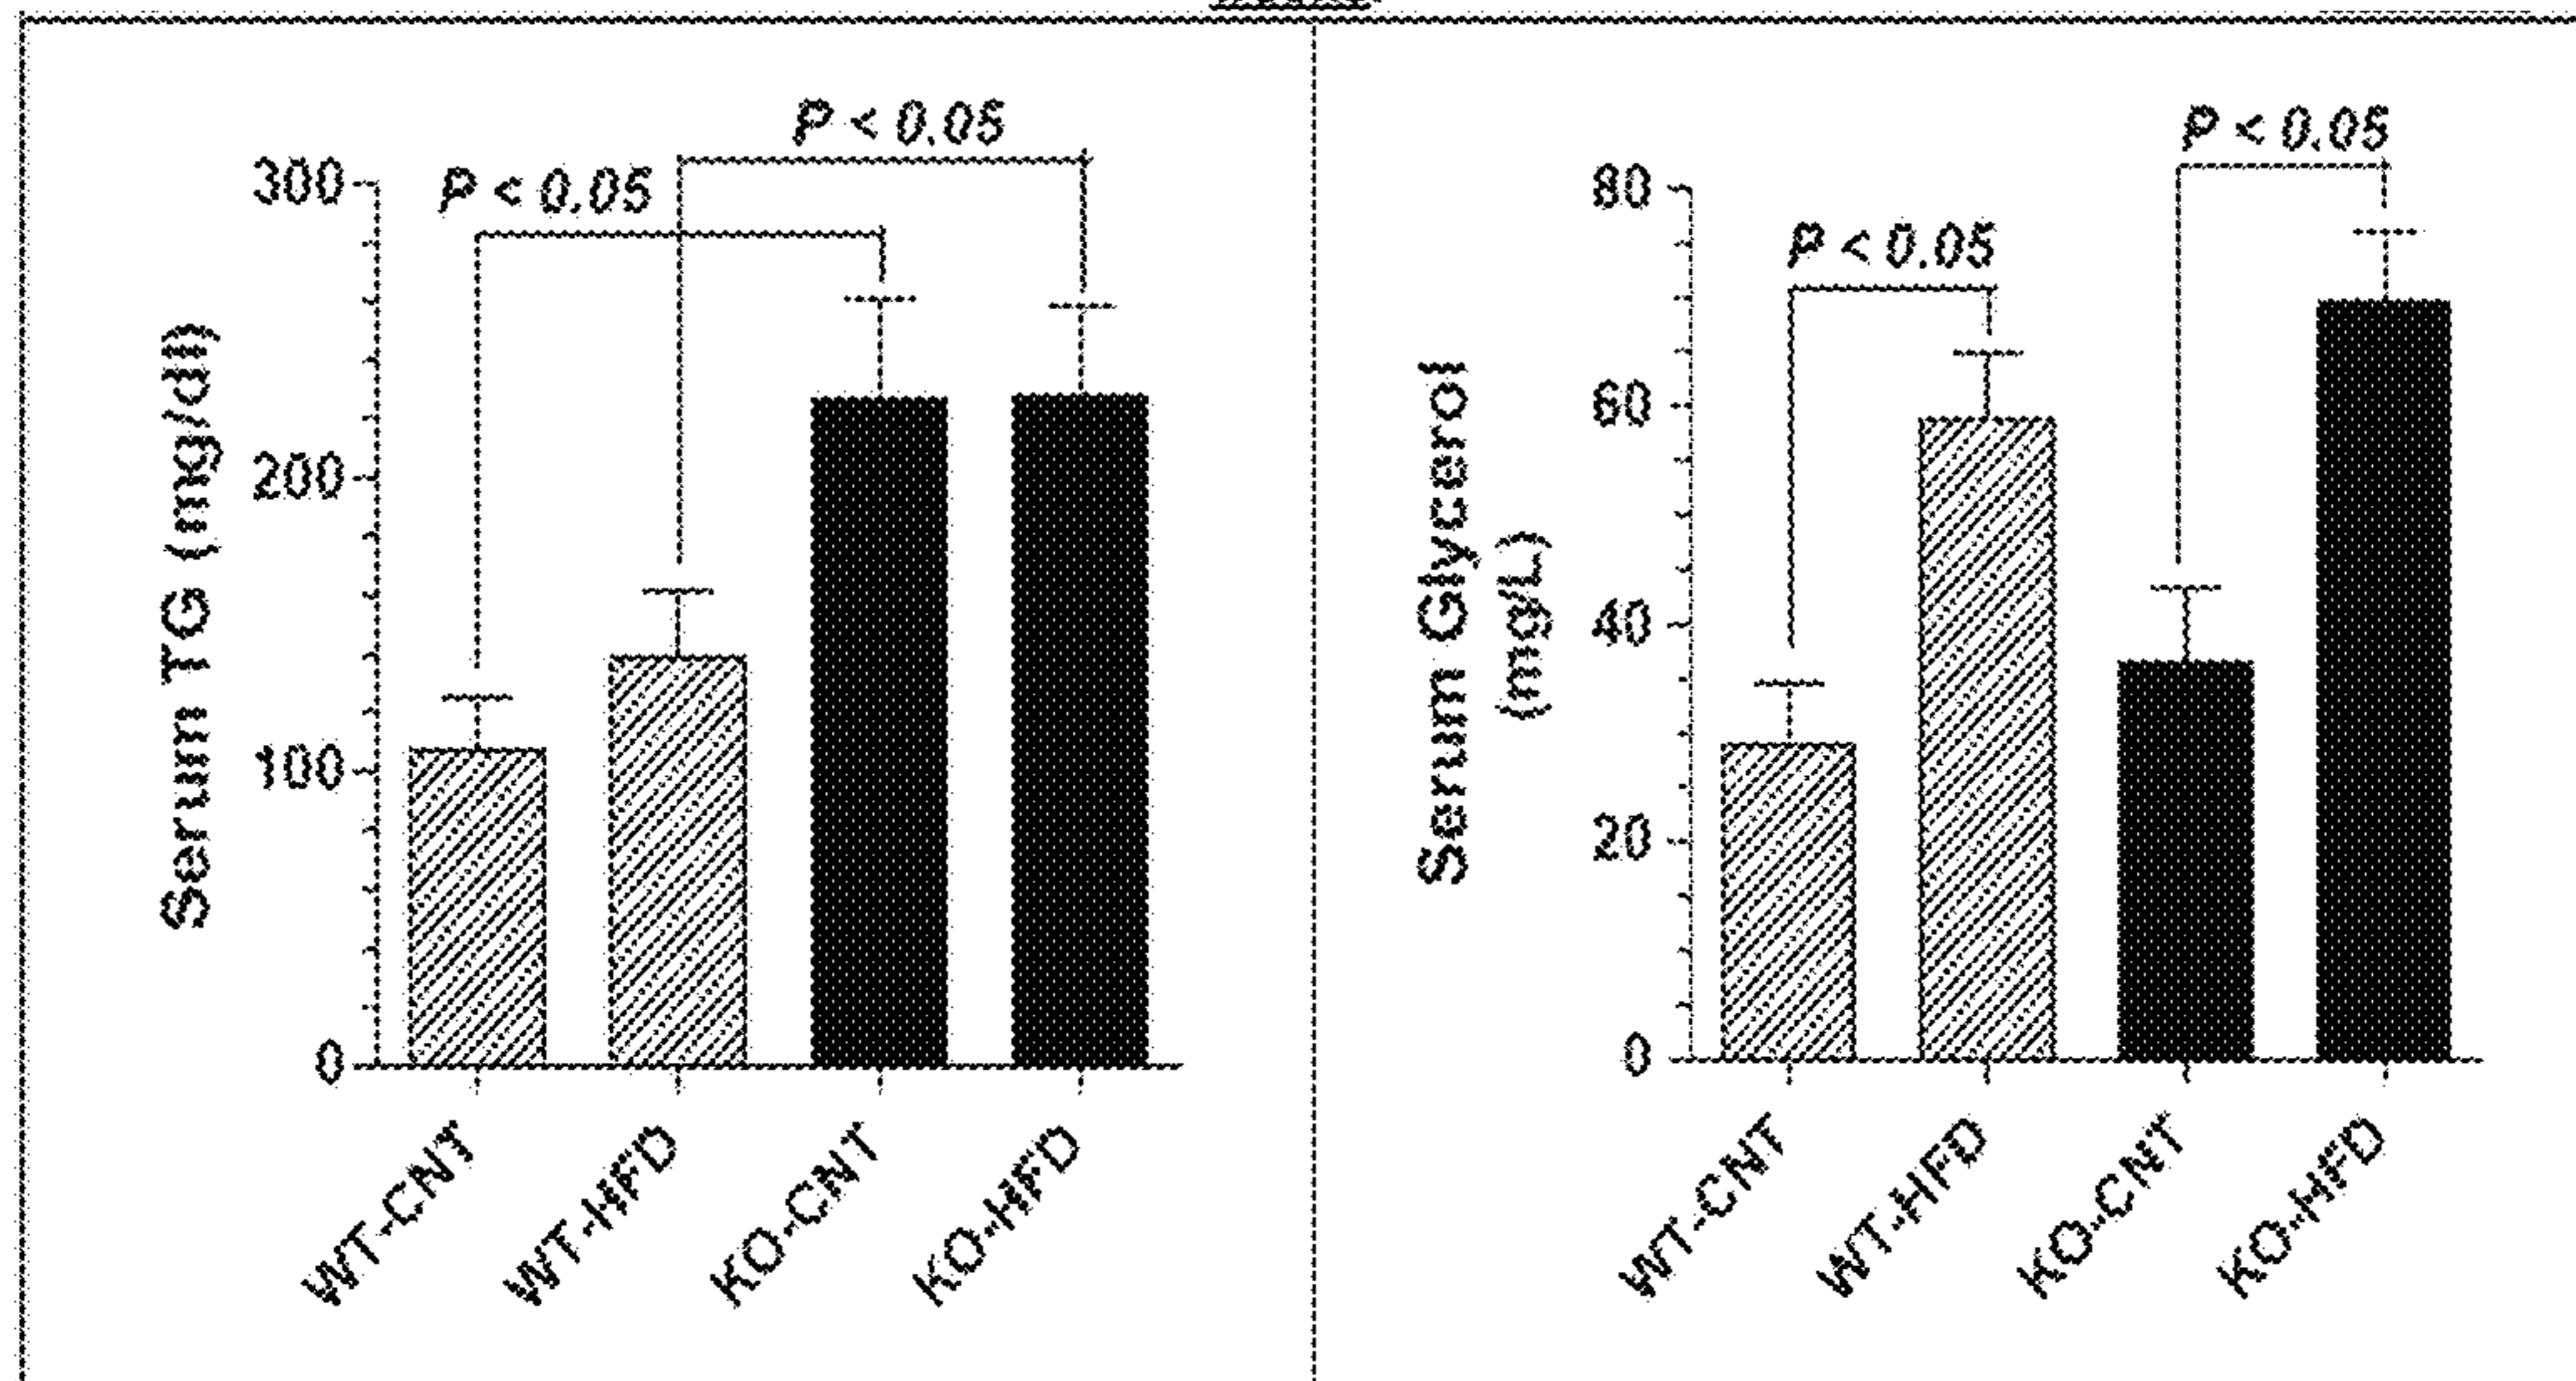 P < 0.05
P < 0.05
300
200
100
0
Serum TG (mg/dl)
WT-CNT
WT-HFD
KO-CNT
KO-HFD
P < 0.05
P < 0.05
80
60
40
20
0
Serum Glycerol
(mg/L)
WT-CNT
WT-HFD
KO-CNT
KO-HFD